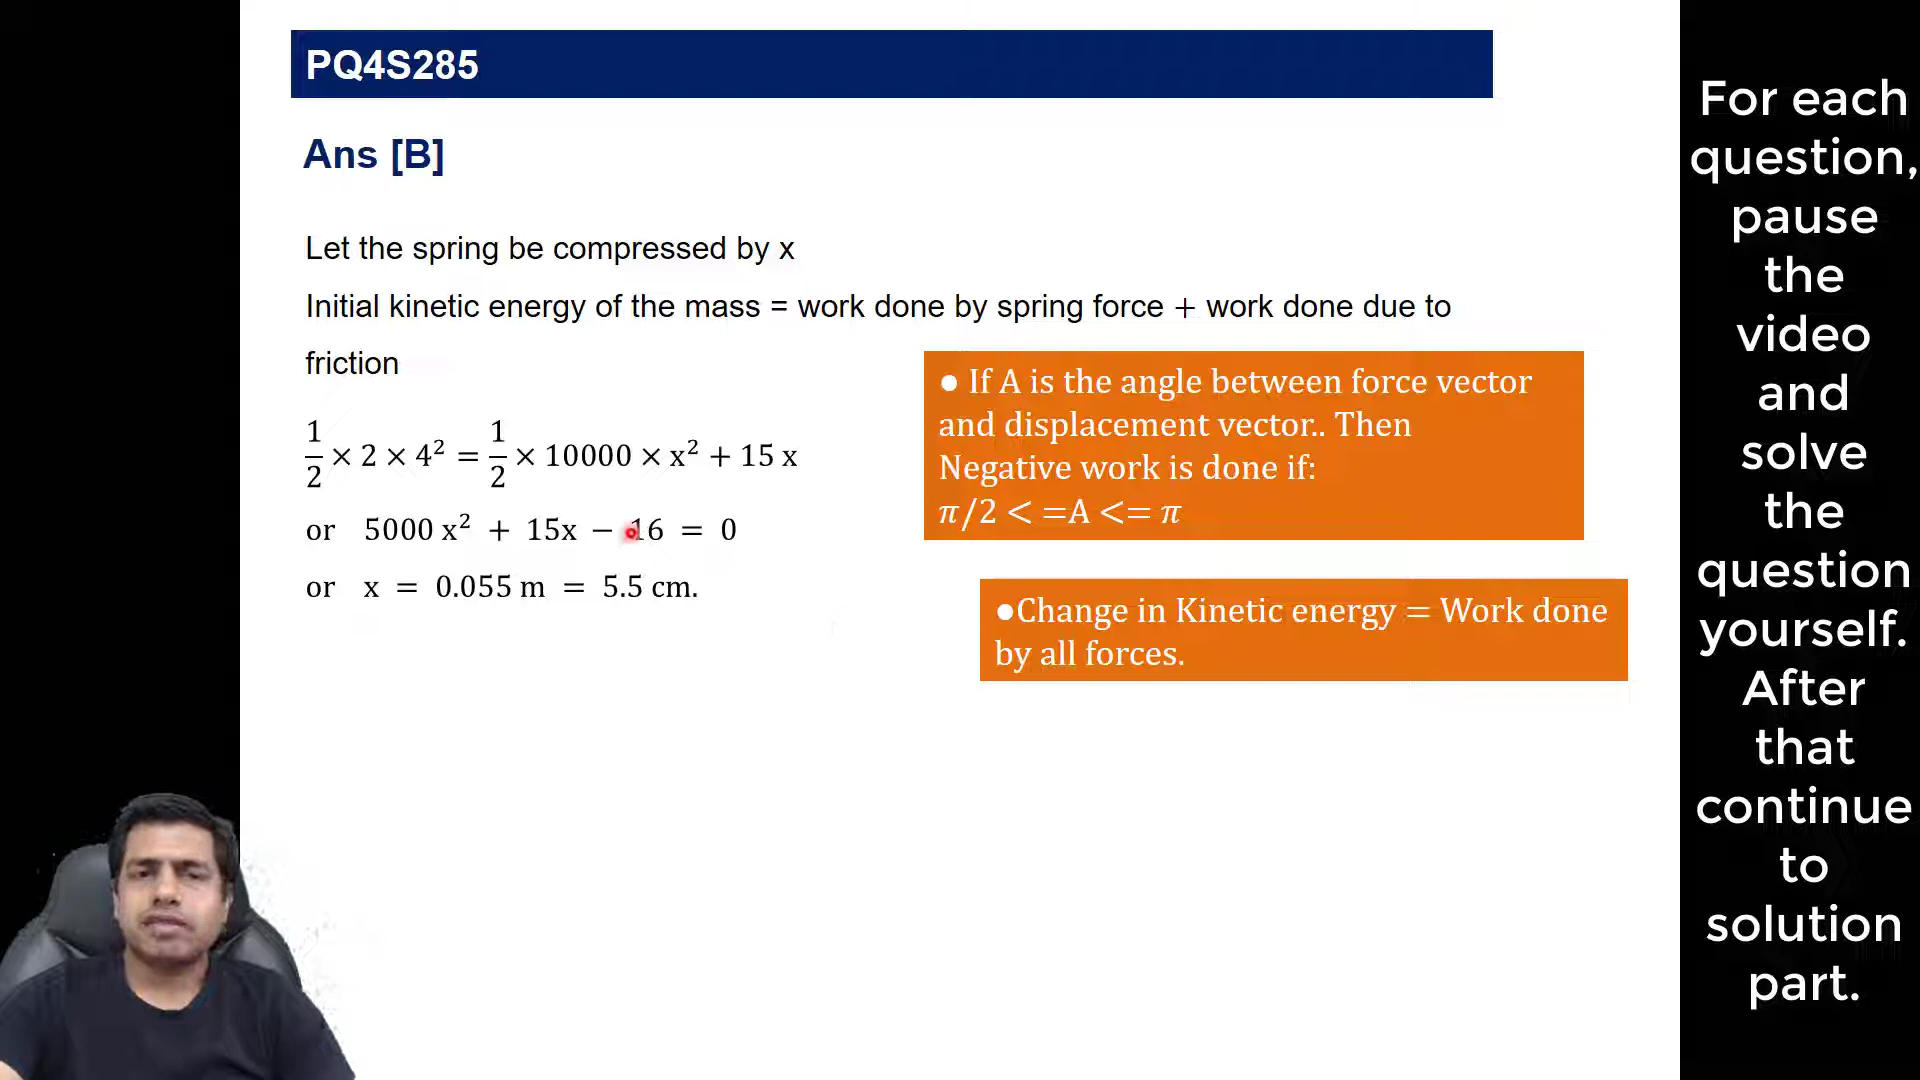 PQ4S285
Ans [B]
Let the spring be compressed by x
Initial kinetic energy of the mass = work done by spring force + work done due to
friction
1/2 × 2 × 4² = 1/2 × 10000 × x² + 15 x
or 5000 x² + 15x − 16 = 0
or x = 0.055 m = 5.5 cm.
● If A is the angle between force vector
and displacement vector.. Then
Negative work is done if:
π/2 < =A <= π
●Change in Kinetic energy = Work done
by all forces.
For each
question,
pause
the
video
and
solve
the
question
yourself.
After
that
continue
to
solution
part.